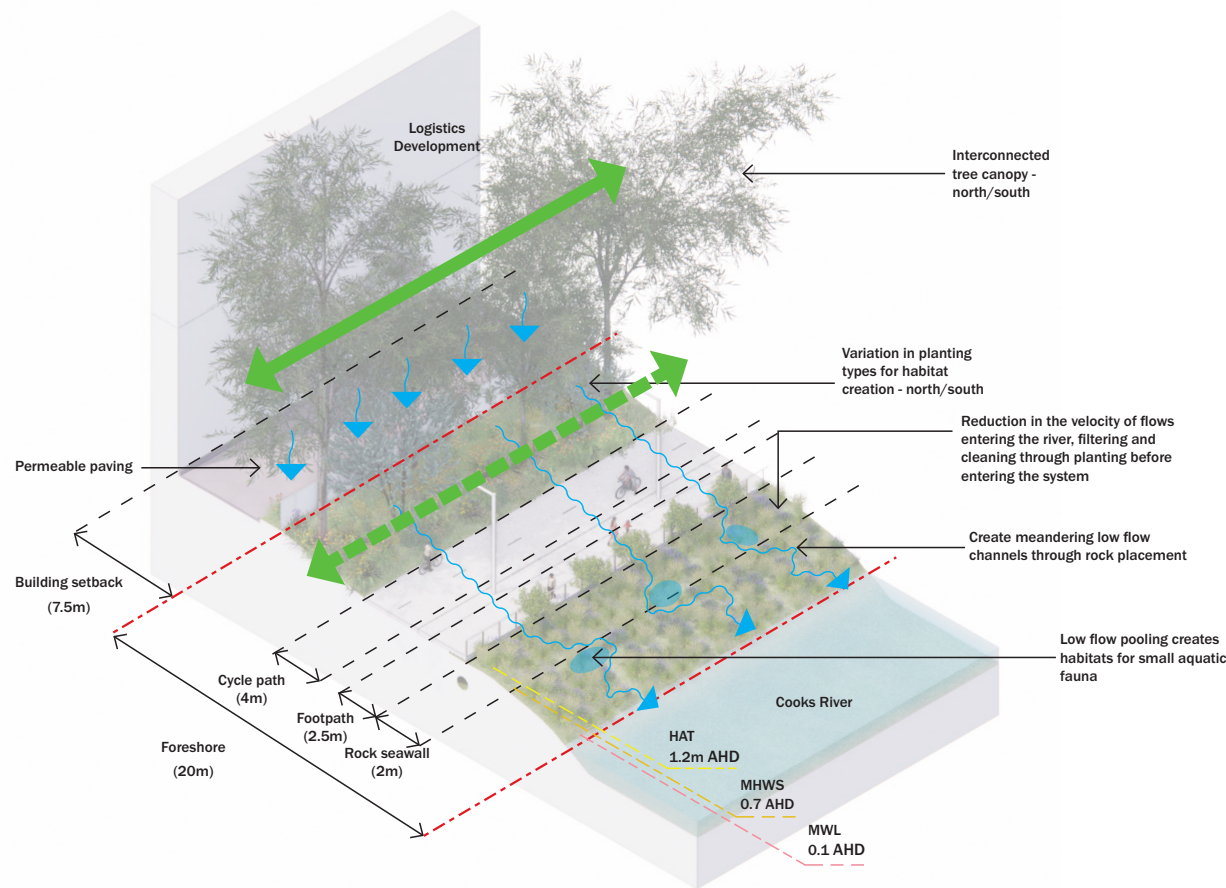 Logistics
Development
Interconnected
tree canopy -
north/south
Variation in planting
types for habitat
creation - north/south
Reduction in the velocity of flows
entering the river, filtering and
cleaning through planting before
entering the system
Permeable paving
Create meandering low flow
channels through rock placement
Building setback
(7.5m)
Low flow pooling creates
habitats for small aquatic
fauna
Cycle path
(4m)
Footpath
(2.5m)
Rock seawall
(2m)
Foreshore
(20m)
Cooks River
HAT
1.2m AHD
MHWS
0.7 AHD
MWL
0.1 AHD